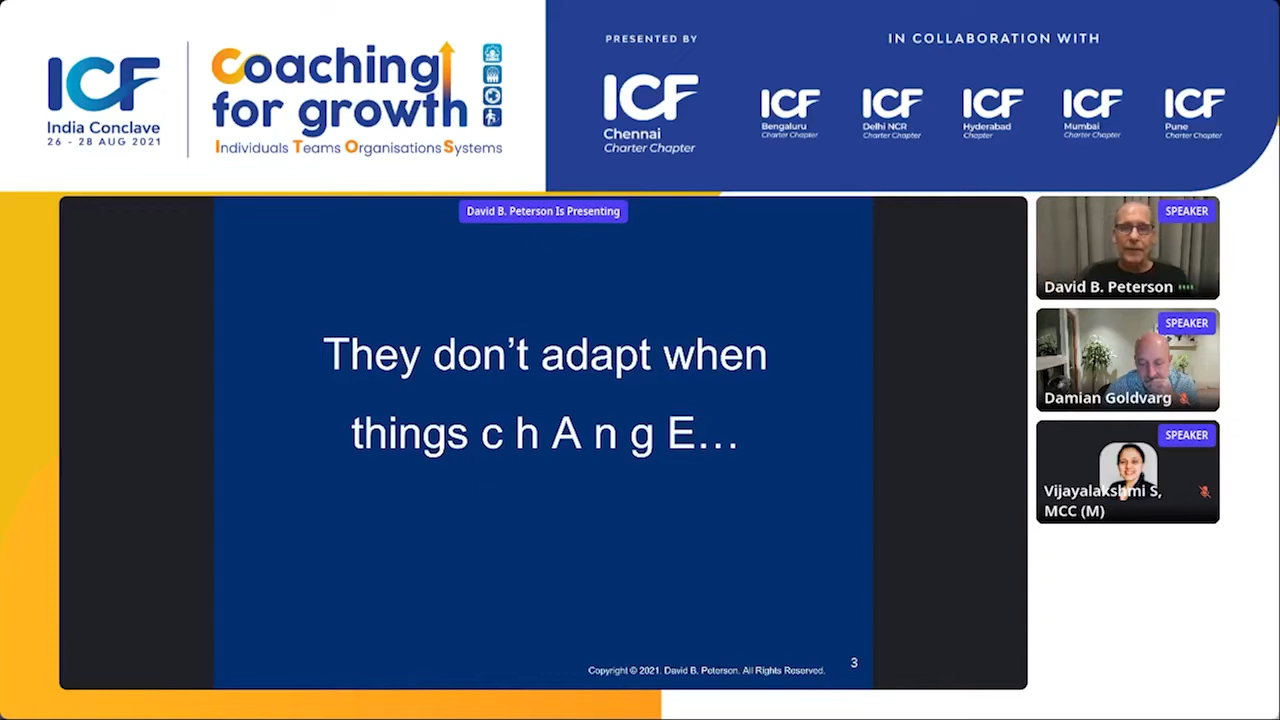 ICF
India Conclave
26 - 28 AUG 2021
Coaching
for growth
Individuals Teams Organisations Systems
PRESENTED BY
ICF
Chennai
Charter Chapter
IN COLLABORATION WITH
ICF
Bengaluru
Charter Chapter
ICF
Delhi NCR
Charter Chapter
ICF
Hyderabad
Chapter
ICF
Mumbai
Charter Chapter
ICF
Pune
Charter Chapter
David B. Peterson Is Presenting
They don’t adapt when
things c h A n g E…
Copyright © 2021. David B. Peterson. All Rights Reserved.
3
SPEAKER
David B. Peterson
SPEAKER
Damian Goldvarg
SPEAKER
Vijayalakshmi S,
MCC (M)